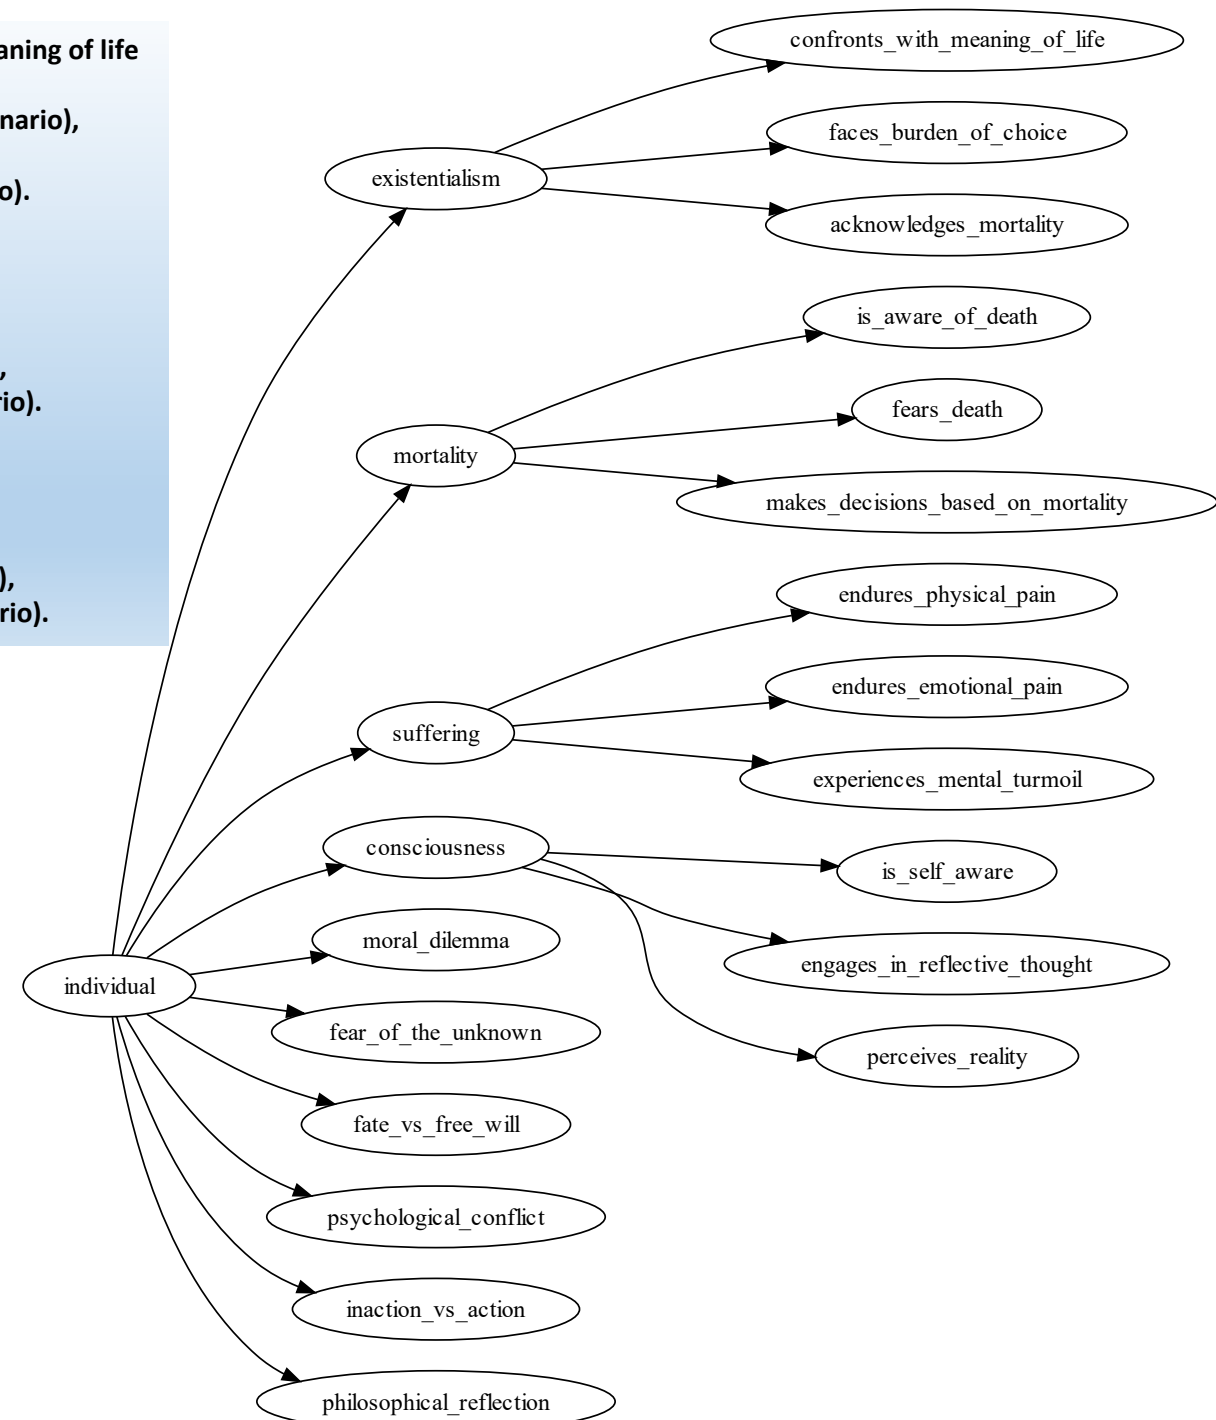 aning of life
nario),
o).
,
rio).
),
rio).
confronts_with_meaning_of_life
faces_burden_of_choice
existentialism
acknowledges_mortality
is_aware_of_death
fears_death
mortality
makes_decisions_based_on_mortality
endures_physical_pain
endures_emotional_pain
suffering
experiences_mental_turmoil
consciousness
is_self_aware
moral_dilemma
engages_in_reflective_thought
individual
fear_of_the_unknown
perceives_reality
fate_vs_free_will
psychological_conflict
inaction_vs_action
philosophical_reflection